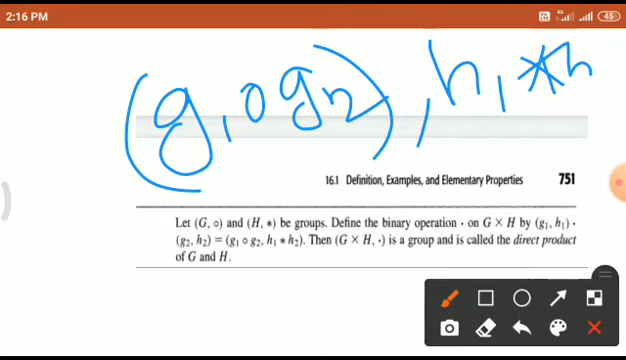 2:16 PM
45
(g1 o g2), h1 * h
16.1 Definition, Examples, and Elementary Properties 751
Let (G, ∘) and (H, *) be groups. Define the binary operation · on G × H by (g₁, h₁) ·
(g₂, h₂) = (g₁ ∘ g₂, h₁ * h₂). Then (G × H, ·) is a group and is called the direct product
of G and H.